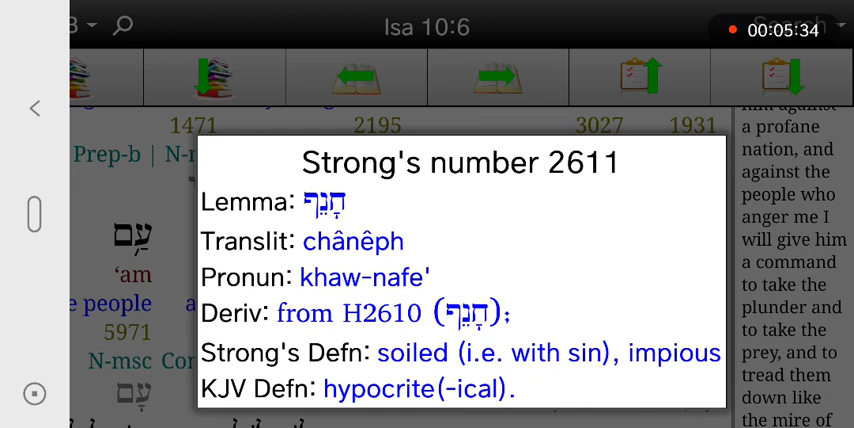 Isa 10:6
00:05:34
1471 2195 3027 1931
Prep-b | N-
Strong's number 2611
Lemma: חָנֵף
Translit: chânêph
Pronun: khaw-nafe'
Deriv: from H2610 (חָנֵף);
Strong's Defn: soiled (i.e. with sin), impious
KJV Defn: hypocrite(-ical).
עַ֥ם
‘am
people
5971
N-msc
עָ֥ם
him against
a profane
nation, and
against the
people who
anger me I
will give him
a command
to take the
plunder and
to take the
prey, and to
tread them
down like
the mire of